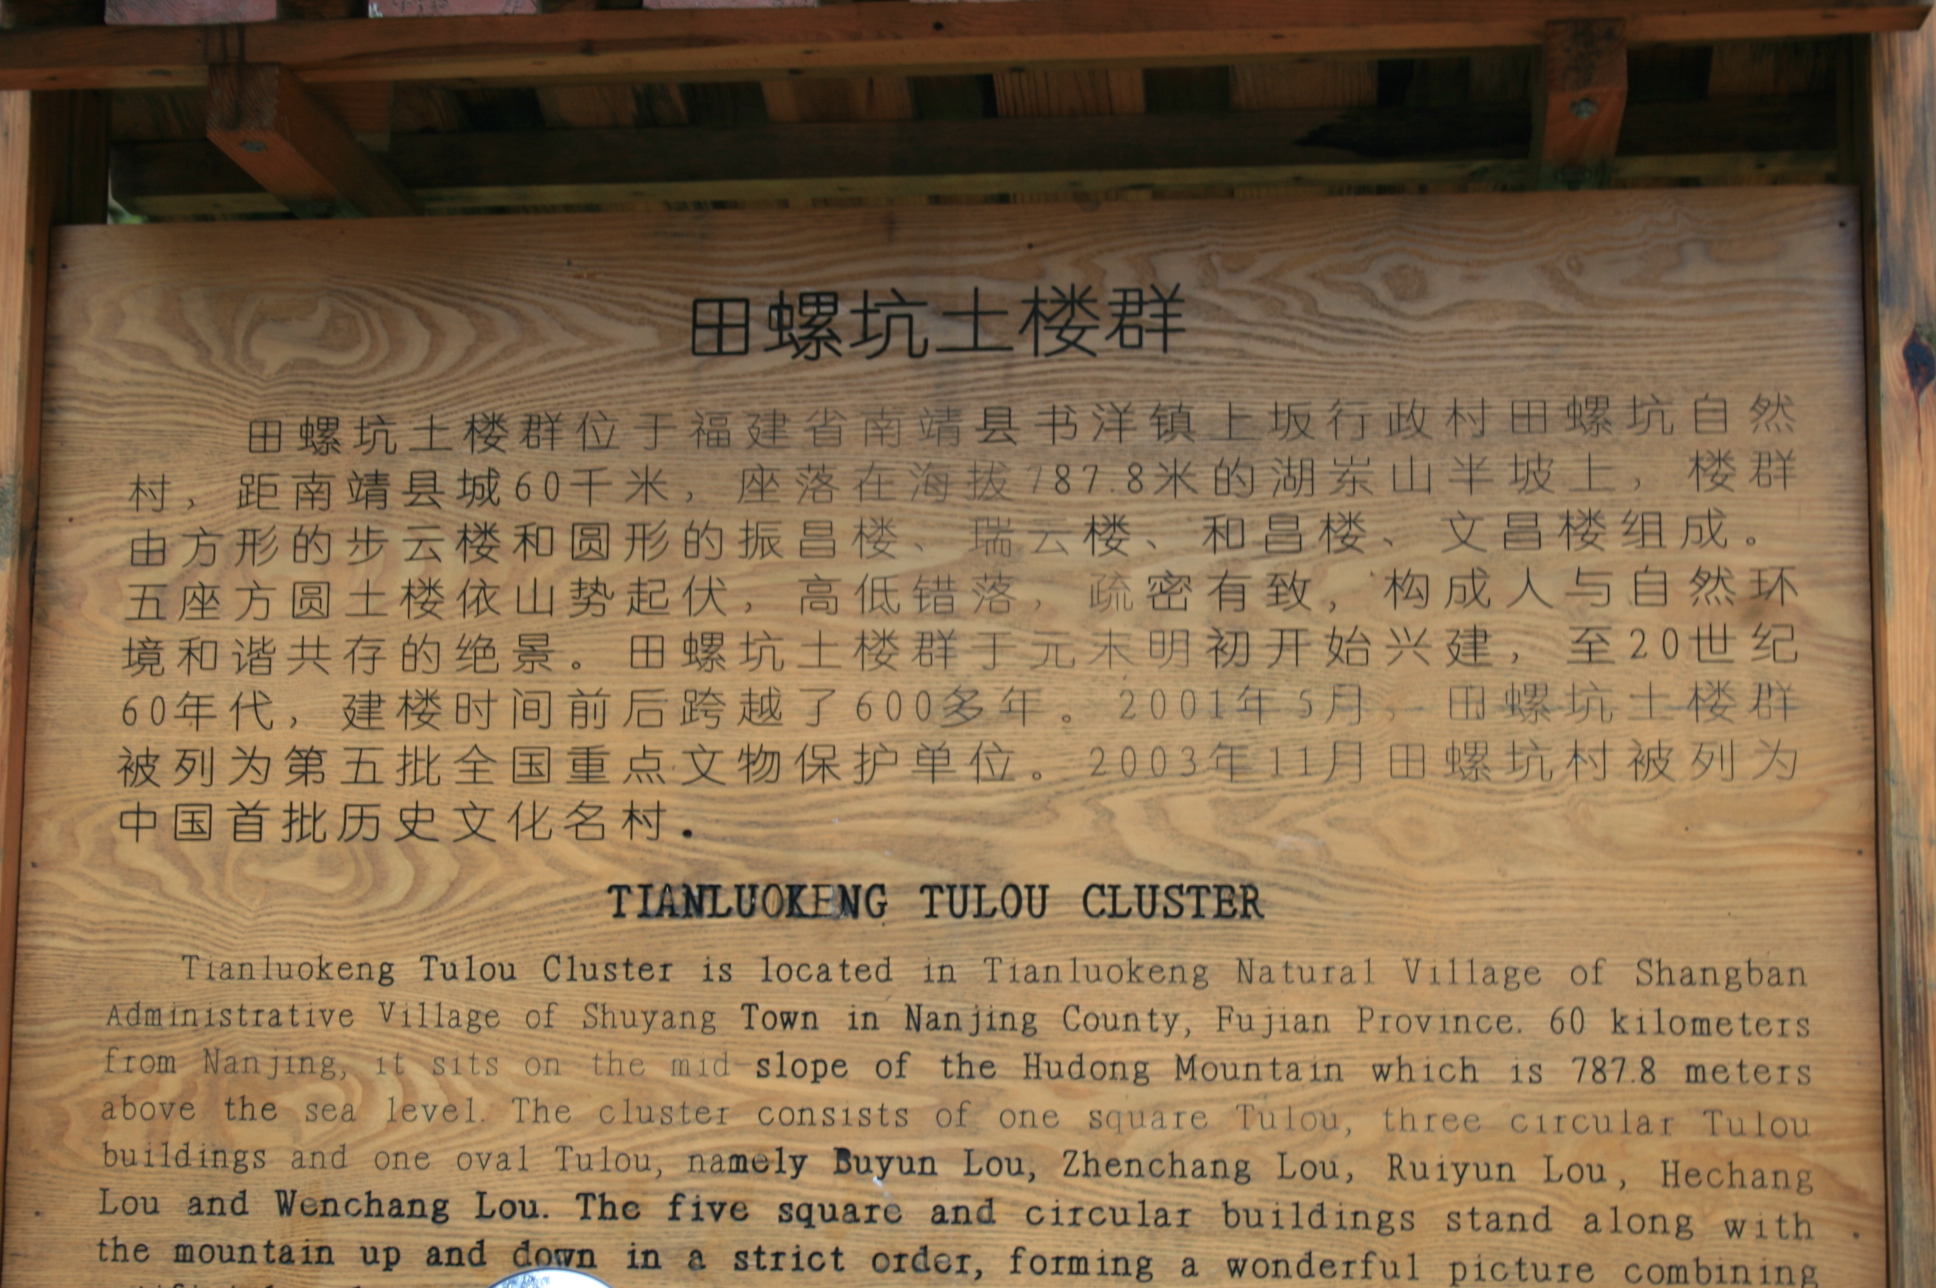 田螺坑土楼群
田螺坑土楼群位于福建省南靖县书洋镇上坂行政村田螺坑自然
村，距南靖县城60千米，座落在海拔787.8米的湖岽山半坡上，楼群
由方形的步云楼和圆形的振昌楼、瑞云楼、和昌楼、文昌楼组成。
五座方圆土楼依山势起伏，高低错落，疏密有致，构成人与自然环
境和谐共存的绝景。田螺坑土楼群于元末明初开始兴建，至20世纪
60年代，建楼时间前后跨越了600多年。2001年5月，田螺坑土楼群
被列为第五批全国重点文物保护单位。2003年11月田螺坑村被列为
中国首批历史文化名村.
TIANLUOKENG TULOU CLUSTER
Tianluokeng Tulou Cluster is located in Tianluokeng Natural Village of Shangban
Administrative Village of Shuyang Town in Nanjing County, Fujian Province. 60 kilometers
from Nanjing, it sits on the mid-slope of the Hudong Mountain which is 787.8 meters
above the sea level. The cluster consists of one square Tulou, three circular Tulou
buildings and one oval Tulou, namely Buyun Lou, Zhenchang Lou, Ruiyun Lou, Hechang
Lou and Wenchang Lou. The five square and circular buildings stand along with
the mountain up and down in a strict order, forming a wonderful picture combining